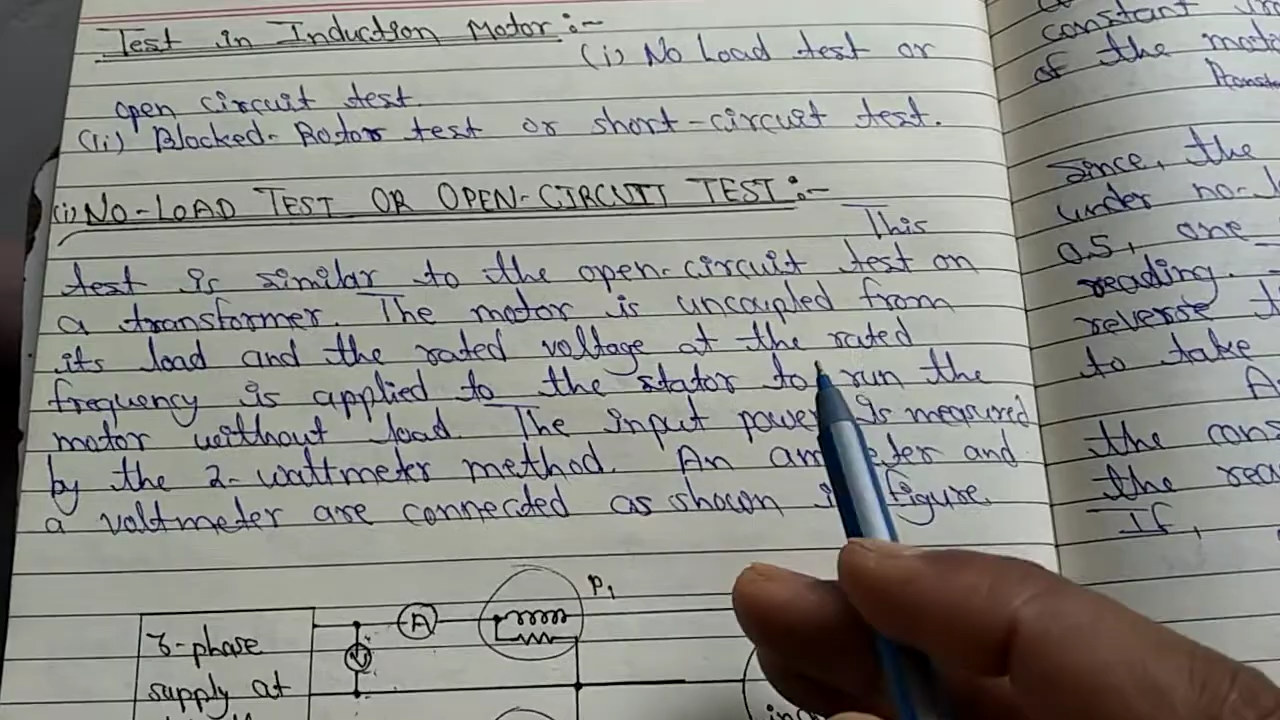 Test in Induction Motor :-
(i) No Load test or
open circuit test.
(ii) Blocked-Rotor test or short-circuit test.
(i) NO-LOAD TEST OR OPEN-CIRCUIT TEST :-
This
test is similar to the open-circuit test on
a transformer. The motor is uncoupled from
its load and the rated voltage at the rated
frequency is applied to the stator to run the
motor without load. The input power is measured
by the 2-wattmeter method. An ammeter and
a voltmeter are connected as shown in figure.
P1
A
V
3-phase
supply at
constant
of the
Since, the
under no-
0.5, one
reading.
reverse
to take
the
the
If,